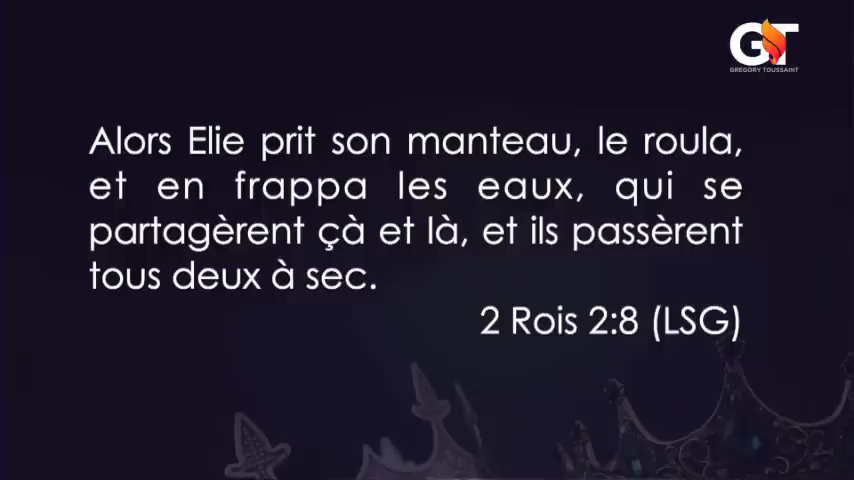 GT
GREGORY TOUSSAINT
Alors Elie prit son manteau, le roula,
et en frappa les eaux, qui se
partagèrent çà et là, et ils passèrent
tous deux à sec.
2 Rois 2:8 (LSG)